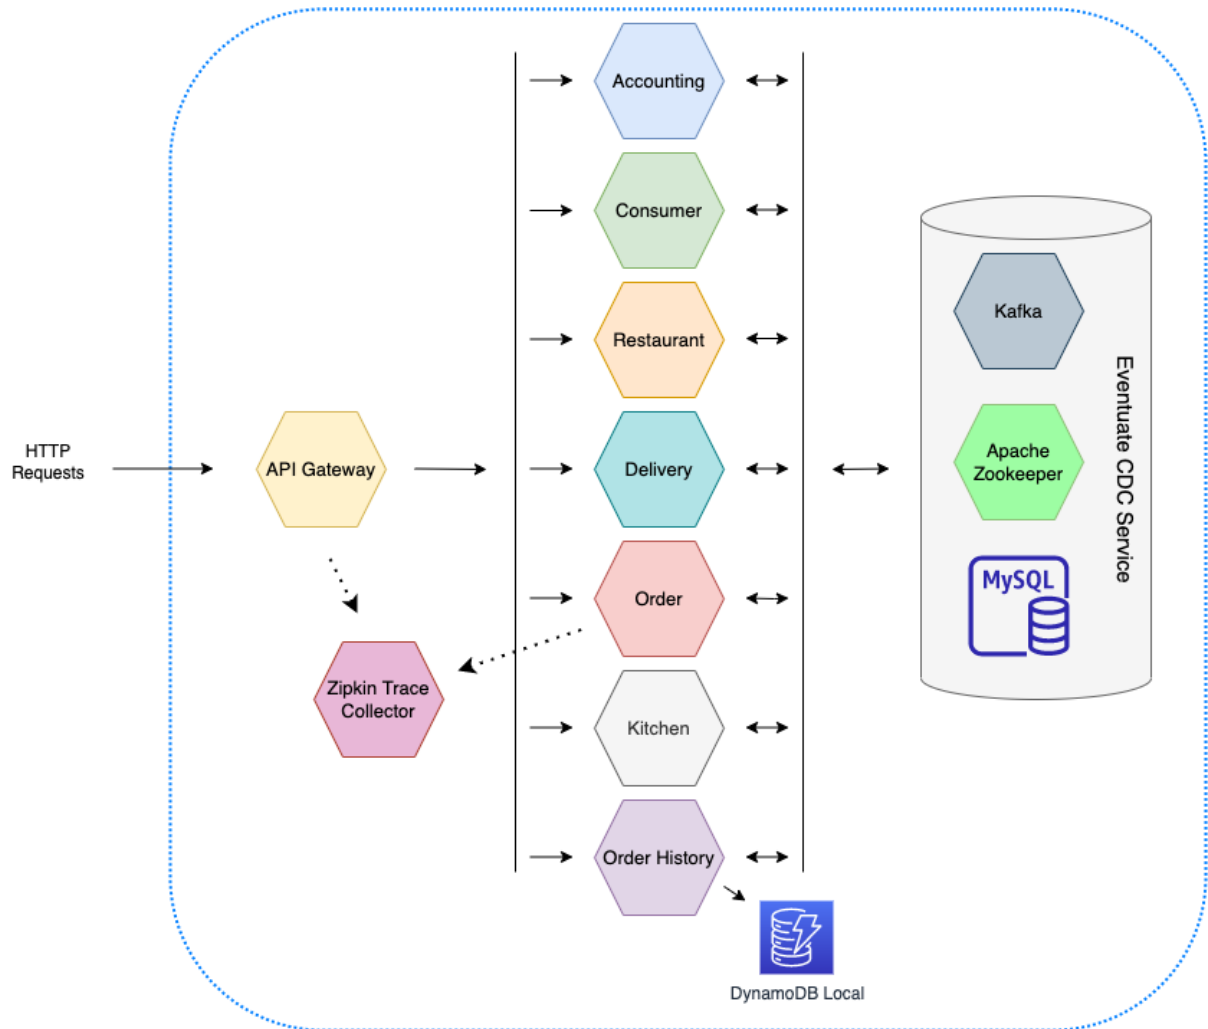 Accounting
Consumer
Restaurant
Kafka
Eventuate CDC Service
HTTP
Requests
API Gateway
Delivery
Apache
Zookeeper
MySQL
Order
Zipkin Trace
Collector
Kitchen
Order History
DynamoDB Local